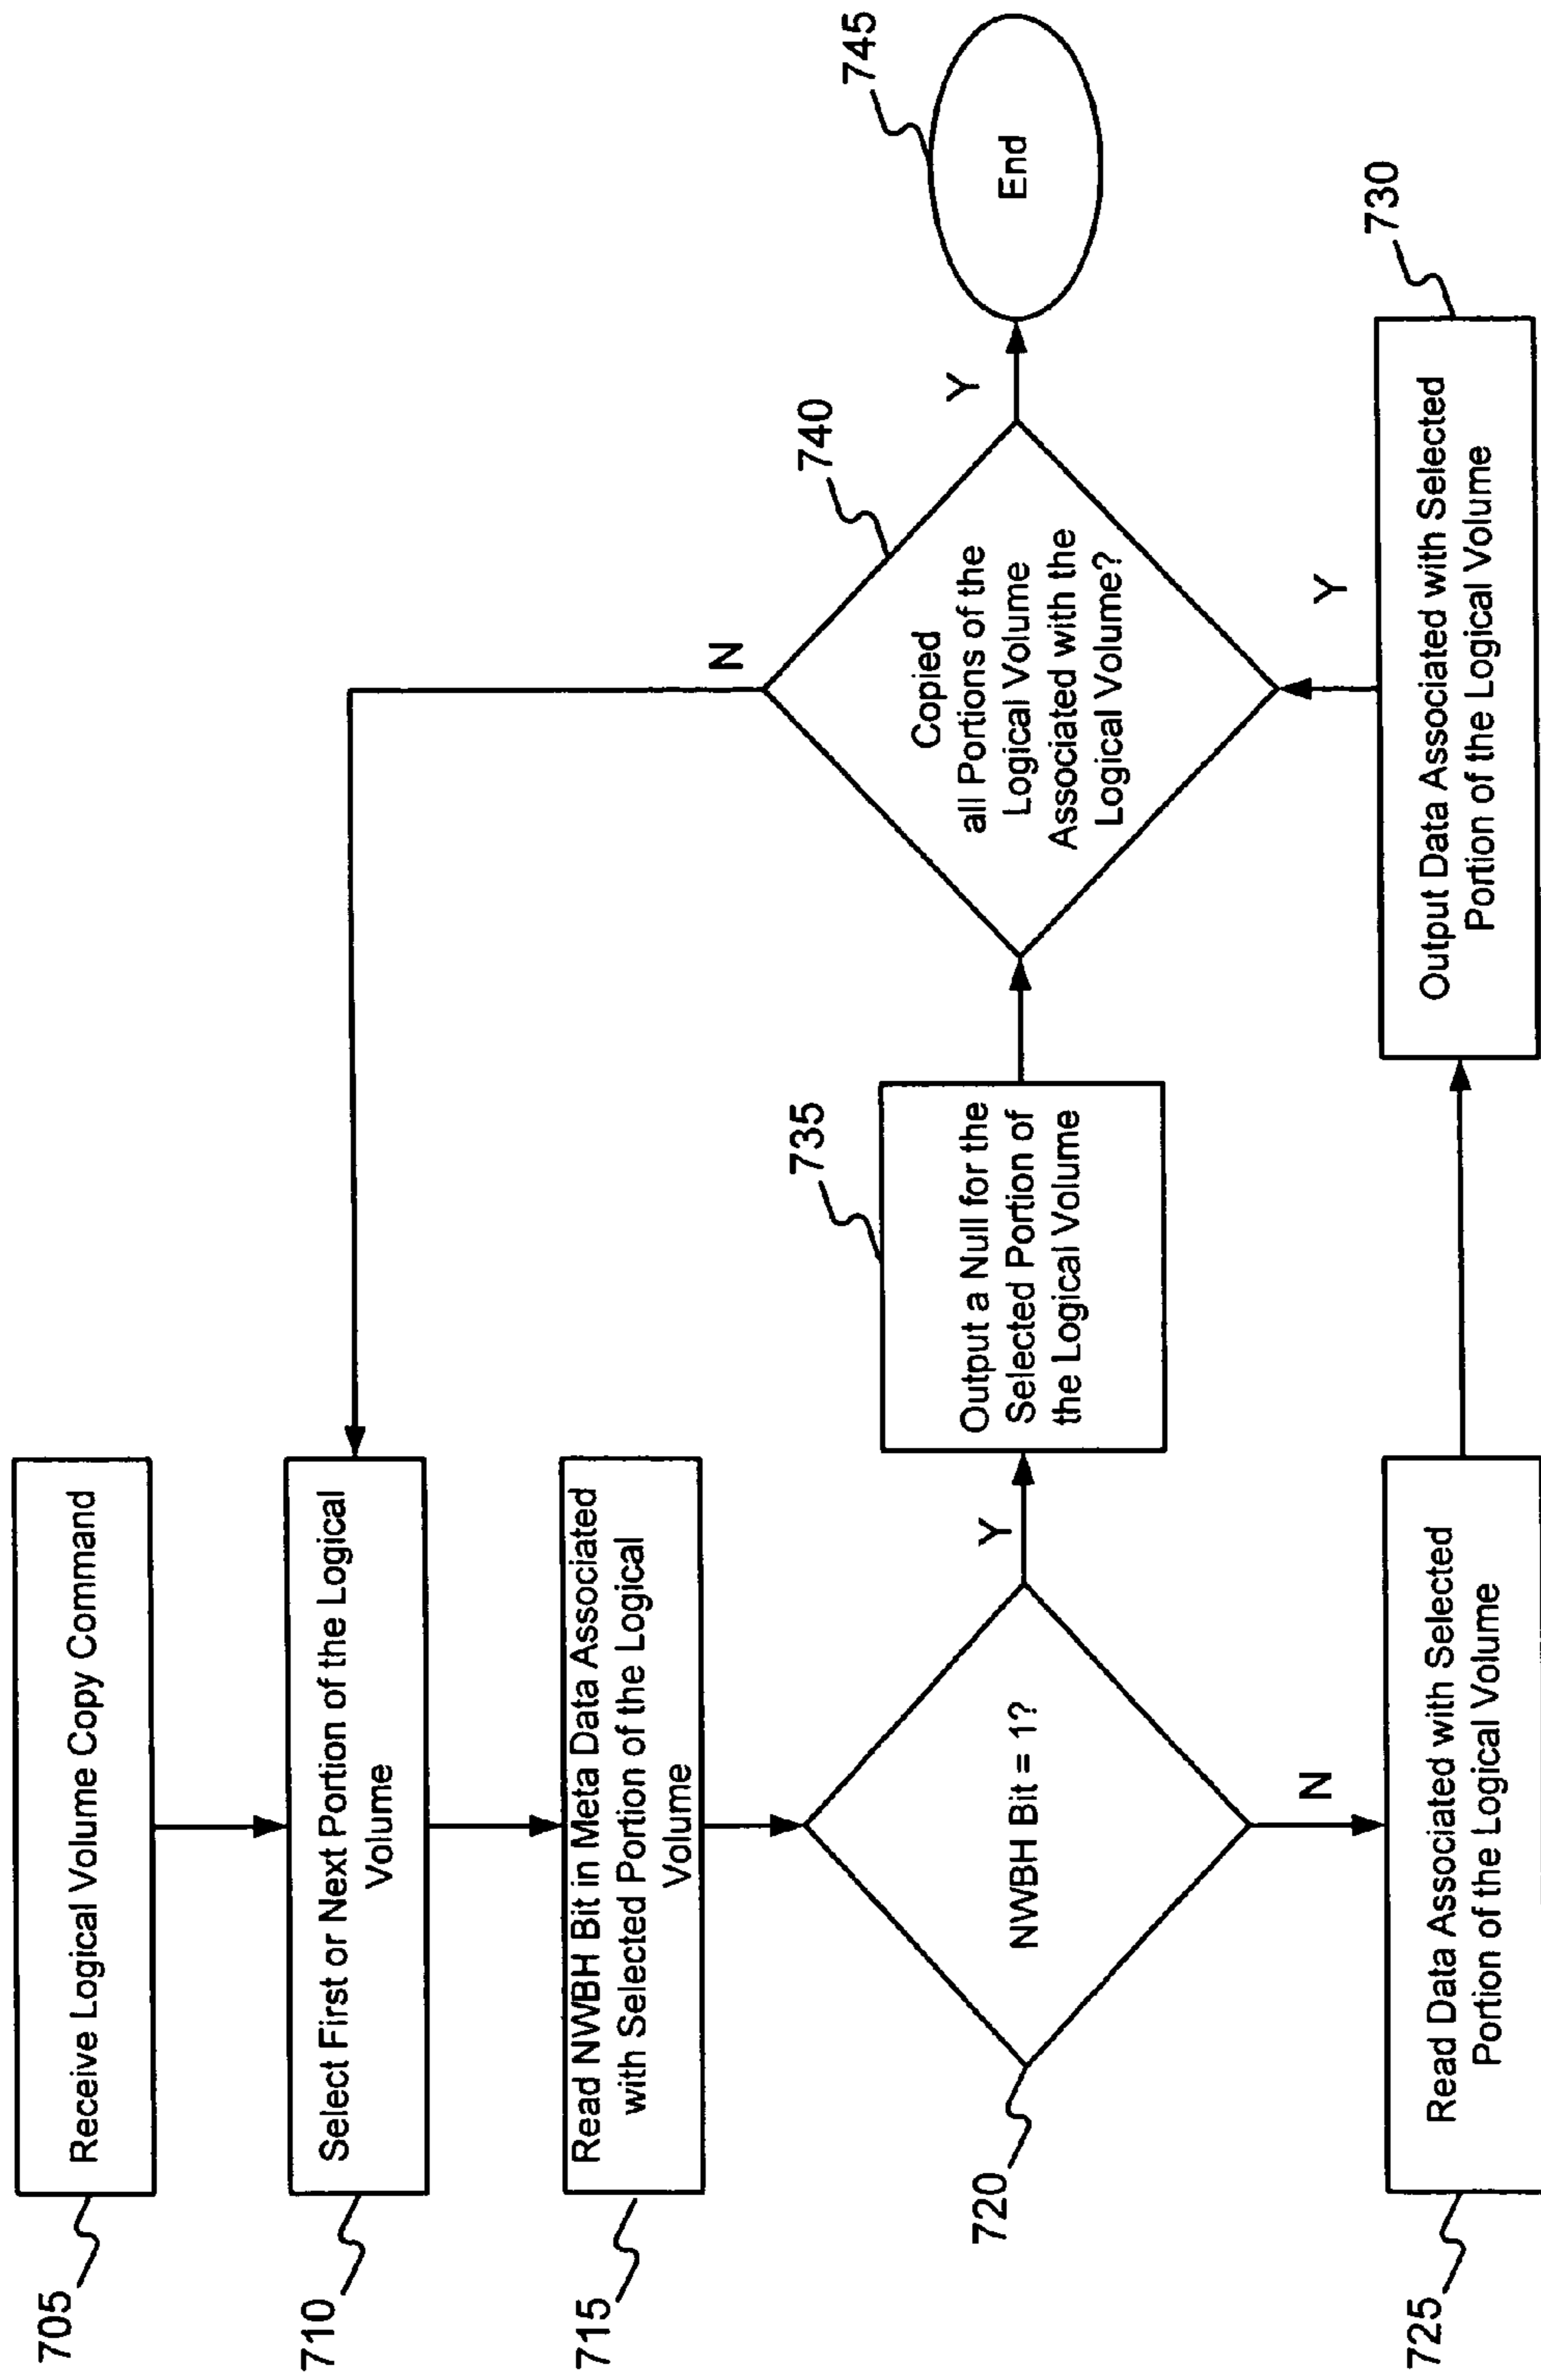 705
Receive Logical Volume Copy Command
710
Select First or Next Portion of the Logical
Volume
715
Read NWBH Bit in Meta Data Associated
with Selected Portion of the Logical
Volume
720
NWBH Bit = 1?
Y
N
735
Output a Null for the
Selected Portion of
the Logical Volume
725
Read Data Associated with Selected
Portion of the Logical Volume
730
Output Data Associated with Selected
Portion of the Logical Volume
Y
740
Copied
all Portions of the
Logical Volume
Associated with the
Logical Volume?
N
Y
745
End